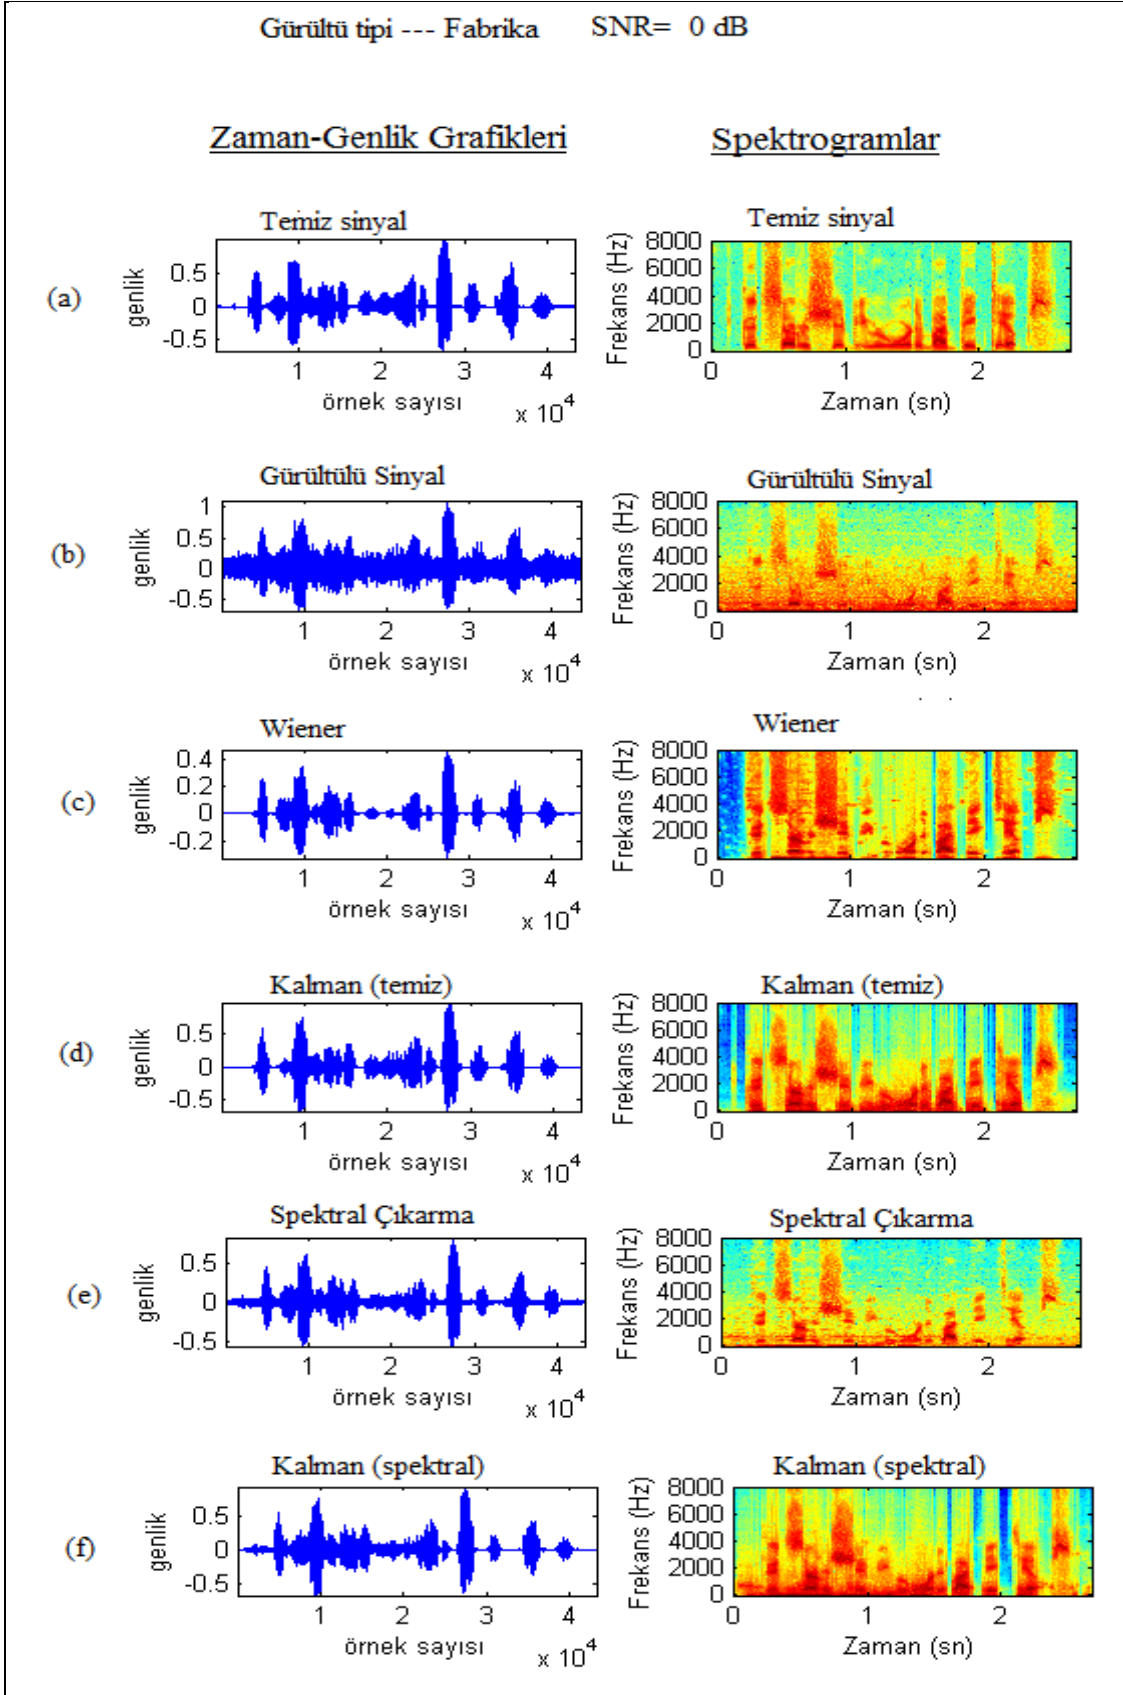 Gürültü tipi --- Fabrika SNR= 0 dB
Zaman-Genlik Grafikleri Spektrogramlar
(a)
Temiz sinyal
genlik
0.5
0
-0.5
1 2 3 4
örnek sayısı
x 10^4
Temiz sinyal
Frekans (Hz)
8000
6000
4000
2000
0
0 1 2
Zaman (sn)
(b)
Gürültülü Sinyal
genlik
1
0.5
0
-0.5
1 2 3 4
örnek sayısı
x 10^4
Gürültülü Sinyal
Frekans (Hz)
8000
6000
4000
2000
0
0 1 2
Zaman (sn)
(c)
Wiener
genlik
0.4
0.2
0
-0.2
1 2 3 4
örnek sayısı
x 10^4
Wiener
Frekans (Hz)
8000
6000
4000
2000
0
0 1 2
Zaman (sn)
(d)
Kalman (temiz)
genlik
0.5
0
-0.5
1 2 3 4
örnek sayısı
x 10^4
Kalman (temiz)
Frekans (Hz)
8000
6000
4000
2000
0
0 1 2
Zaman (sn)
(e)
Spektral Çıkarma
genlik
0.5
0
-0.5
1 2 3 4
örnek sayısı
x 10^4
Spektral Çıkarma
Frekans (Hz)
8000
6000
4000
2000
0
0 1 2
Zaman (sn)
(f)
Kalman (spektral)
genlik
0.5
0
-0.5
1 2 3 4
örnek sayısı
x 10^4
Kalman (spektral)
Frekans (Hz)
8000
6000
4000
2000
0
0 1 2
Zaman (sn)